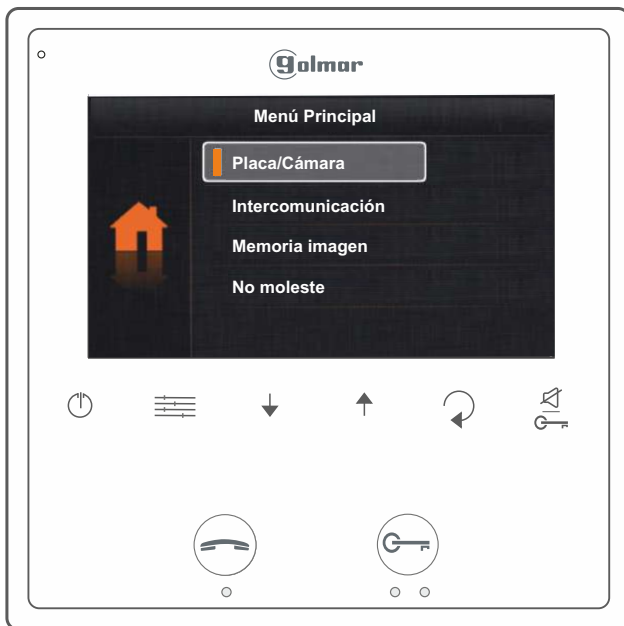 golmar
Menú Principal
Placa/Cámara
Intercomunicación
Memoria imagen
No moleste